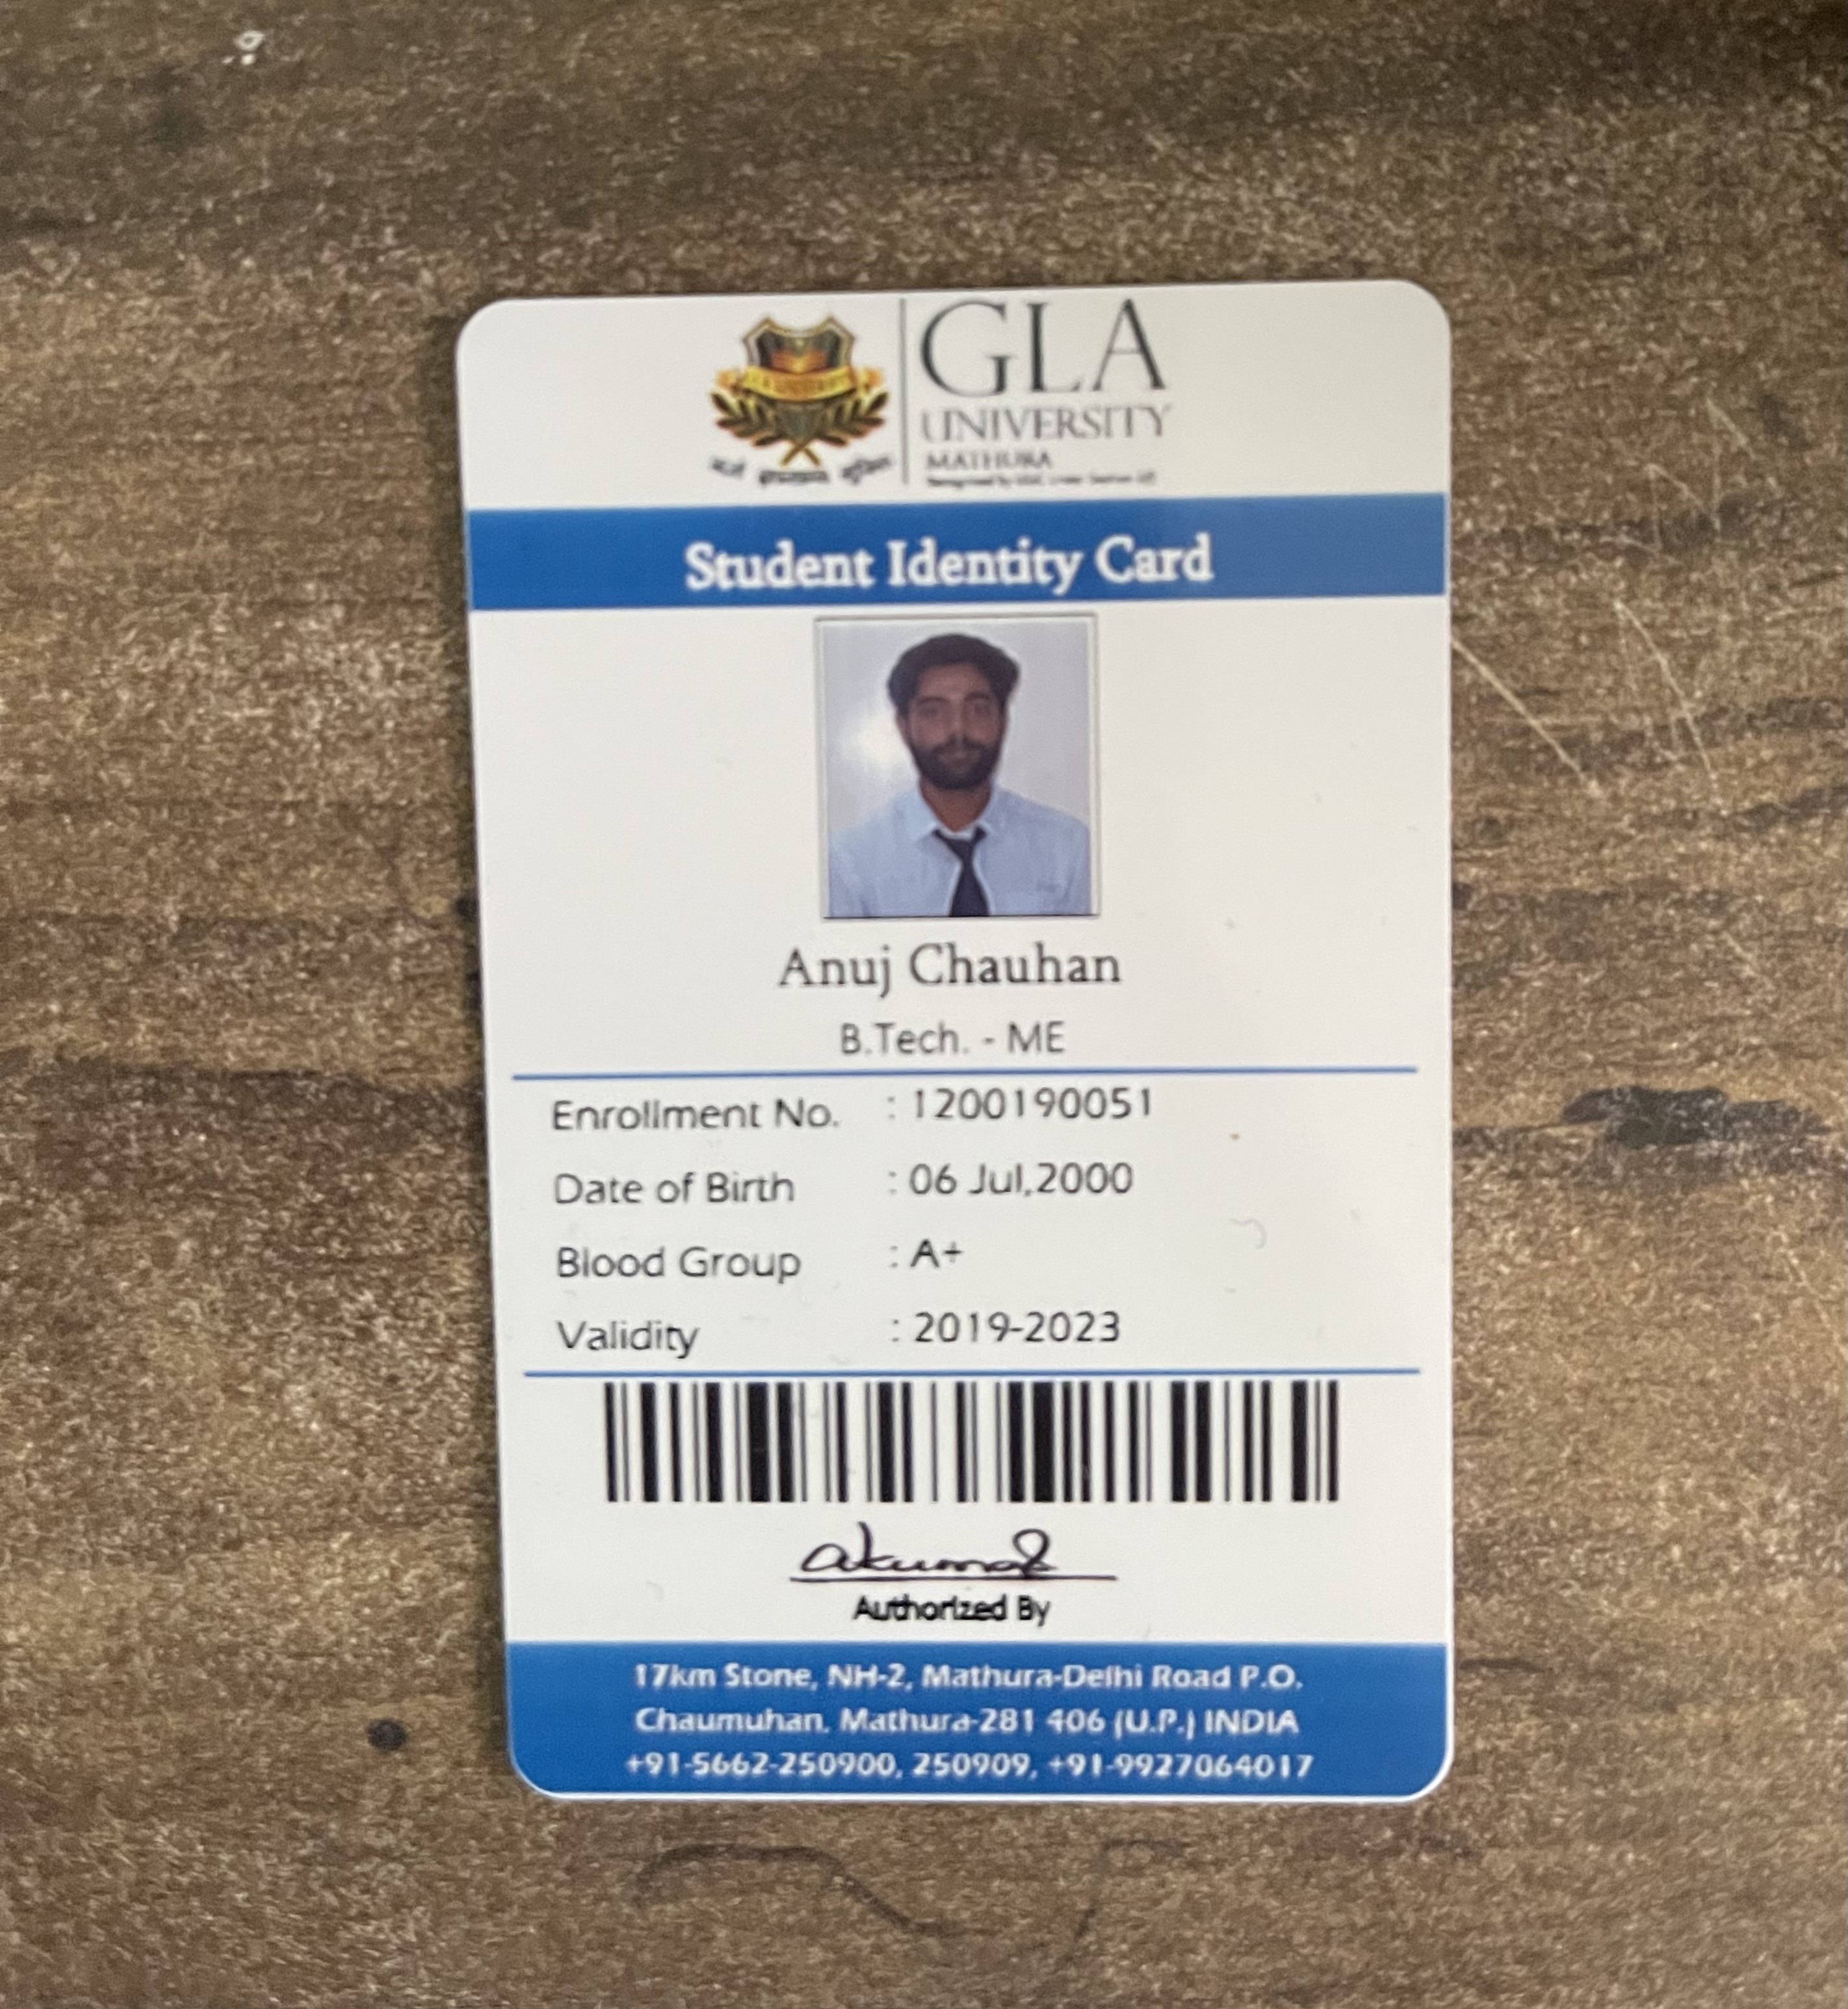 GLA
UNIVERSITY
MATHURA
Student Identity Card
Anuj Chauhan
B.Tech. - ME
Enrollment No. : 1200190051
Date of Birth : 06 Jul,2000
Blood Group : A+
Validity : 2019-2023
Authorized By
17km Stone, NH-2, Mathura-Delhi Road P.O.
Chaumuhan, Mathura-281 406 (U.P.) INDIA
+91-5662-250900, 250909, +91-9927064017